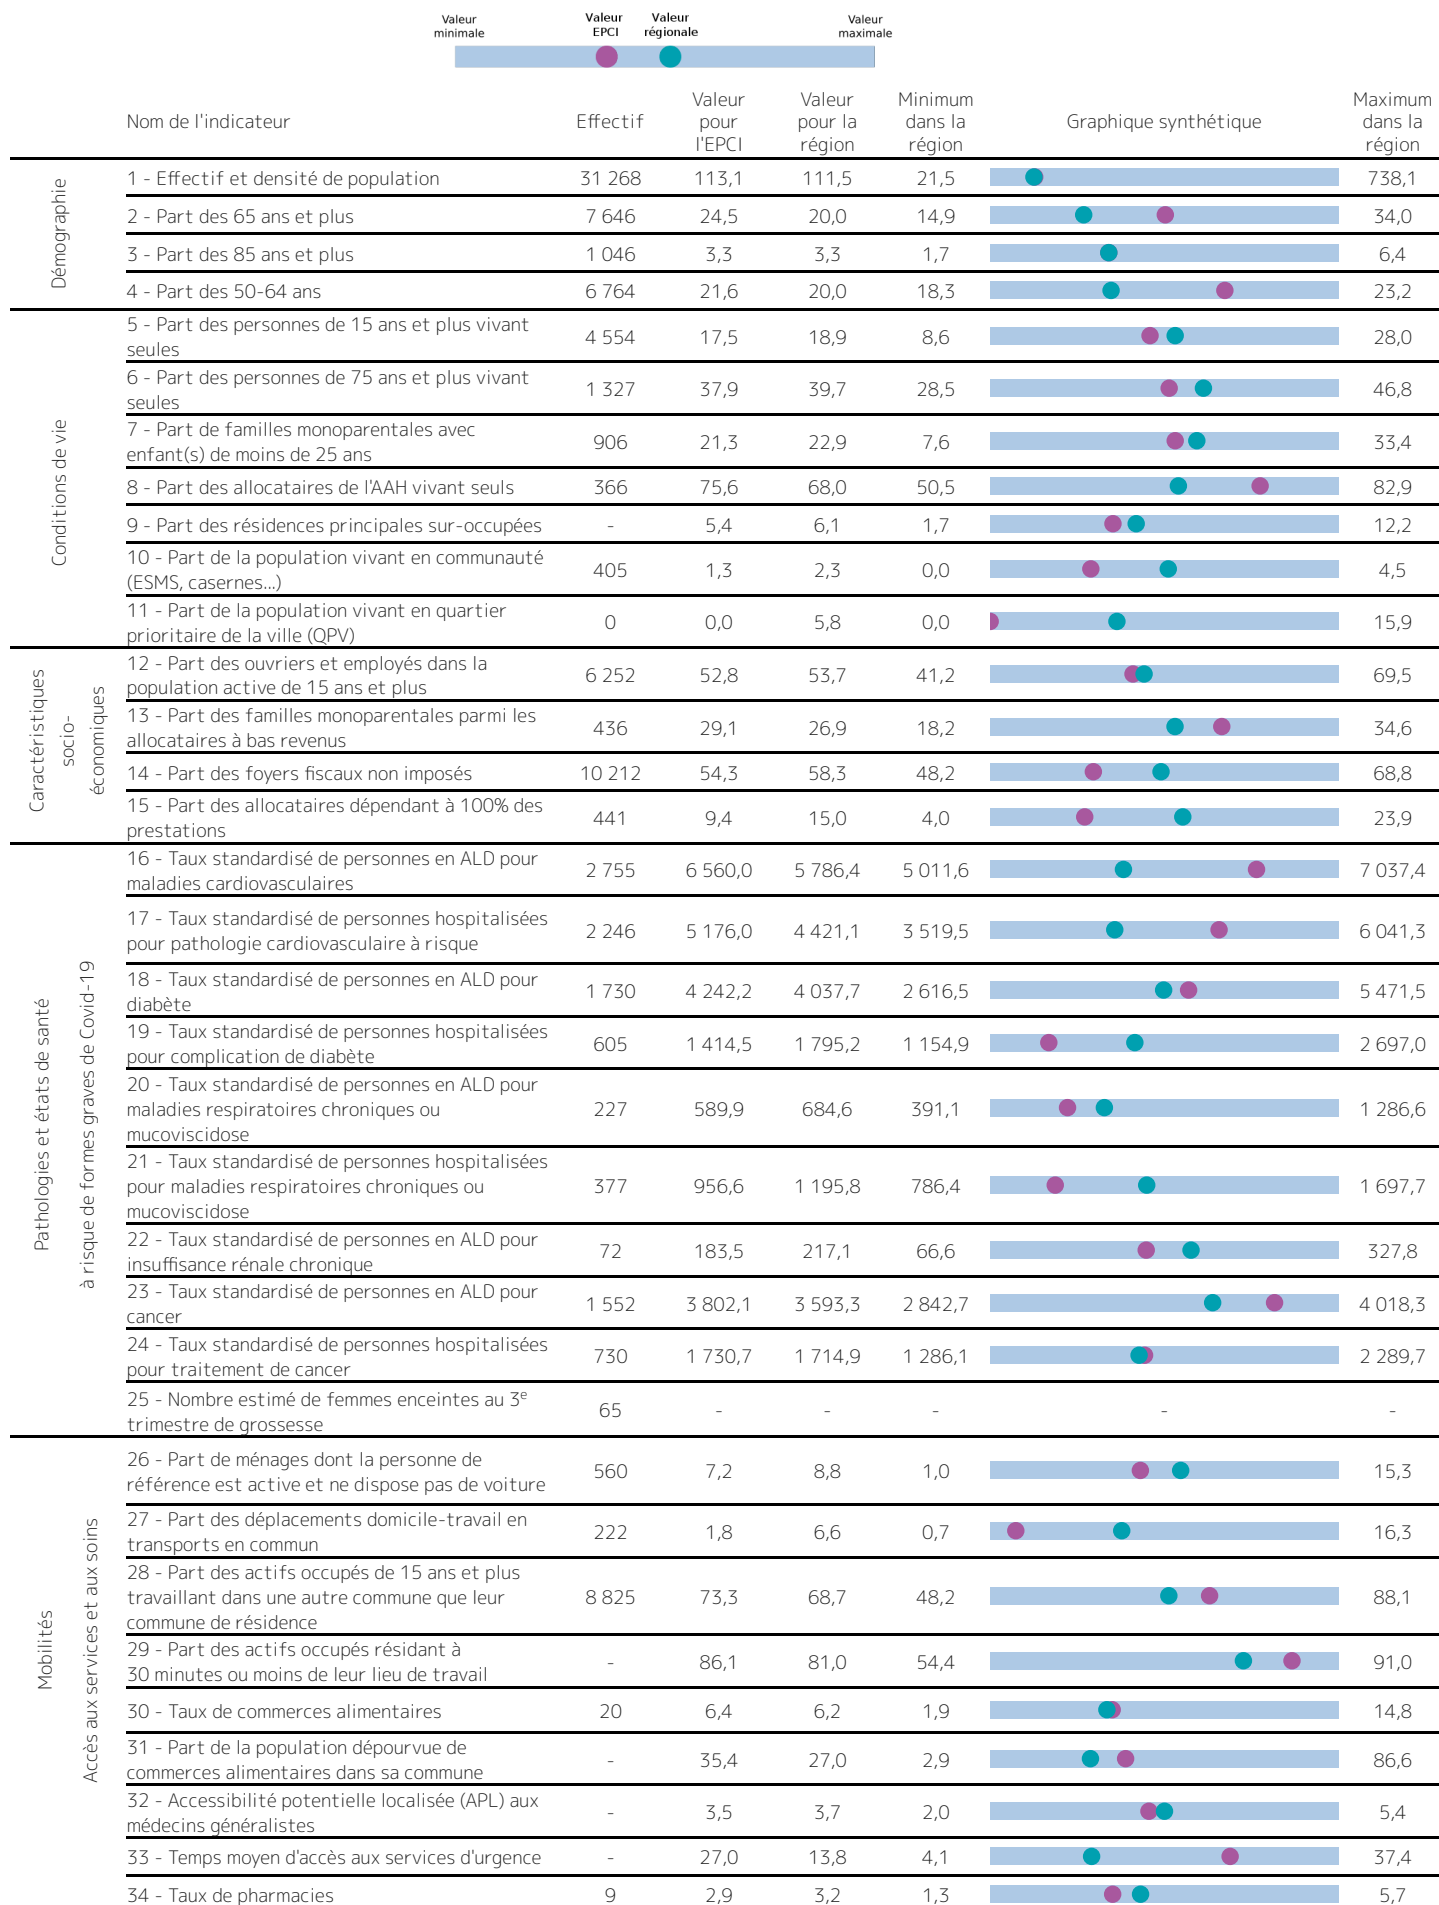 Valeur minimale
Valeur EPCI
Valeur régionale
Valeur maximale
Nom de l'indicateur Effectif Valeur pour l'EPCI Valeur pour la région Minimum dans la région Graphique synthétique Maximum dans la région
Démographie
1 - Effectif et densité de population 31 268 113,1 111,5 21,5 738,1
2 - Part des 65 ans et plus 7 646 24,5 20,0 14,9 34,0
3 - Part des 85 ans et plus 1 046 3,3 3,3 1,7 6,4
4 - Part des 50-64 ans 6 764 21,6 20,0 18,3 23,2
Conditions de vie
5 - Part des personnes de 15 ans et plus vivant
seules 4 554 17,5 18,9 8,6 28,0
6 - Part des personnes de 75 ans et plus vivant
seules 1 327 37,9 39,7 28,5 46,8
7 - Part de familles monoparentales avec
enfant(s) de moins de 25 ans 906 21,3 22,9 7,6 33,4
8 - Part des allocataires de l'AAH vivant seuls 366 75,6 68,0 50,5 82,9
9 - Part des résidences principales sur-occupées - 5,4 6,1 1,7 12,2
10 - Part de la population vivant en communauté
(ESMS, casernes...) 405 1,3 2,3 0,0 4,5
11 - Part de la population vivant en quartier
prioritaire de la ville (QPV) 0 0,0 5,8 0,0 15,9
Caractéristiques
socio-
économiques
12 - Part des ouvriers et employés dans la
population active de 15 ans et plus 6 252 52,8 53,7 41,2 69,5
13 - Part des familles monoparentales parmi les
allocataires à bas revenus 436 29,1 26,9 18,2 34,6
14 - Part des foyers fiscaux non imposés 10 212 54,3 58,3 48,2 68,8
15 - Part des allocataires dépendant à 100% des
prestations 441 9,4 15,0 4,0 23,9
Pathologies et états de santé
à risque de formes graves de Covid-19
16 - Taux standardisé de personnes en ALD pour
maladies cardiovasculaires 2 755 6 560,0 5 786,4 5 011,6 7 037,4
17 - Taux standardisé de personnes hospitalisées
pour pathologie cardiovasculaire à risque 2 246 5 176,0 4 421,1 3 519,5 6 041,3
18 - Taux standardisé de personnes en ALD pour
diabète 1 730 4 242,2 4 037,7 2 616,5 5 471,5
19 - Taux standardisé de personnes hospitalisées
pour complication de diabète 605 1 414,5 1 795,2 1 154,9 2 697,0
20 - Taux standardisé de personnes en ALD pour
maladies respiratoires chroniques ou 227 589,9 684,6 391,1 1 286,6
mucoviscidose
21 - Taux standardisé de personnes hospitalisées
pour maladies respiratoires chroniques ou 377 956,6 1 195,8 786,4 1 697,7
mucoviscidose
22 - Taux standardisé de personnes en ALD pour
insuffisance rénale chronique 72 183,5 217,1 66,6 327,8
23 - Taux standardisé de personnes en ALD pour
cancer 1 552 3 802,1 3 593,3 2 842,7 4 018,3
24 - Taux standardisé de personnes hospitalisées
pour traitement de cancer 730 1 730,7 1 714,9 1 286,1 2 289,7
25 - Nombre estimé de femmes enceintes au 3e
trimestre de grossesse 65 - - - - -
Mobilités
Accès aux services et aux soins
26 - Part de ménages dont la personne de
référence est active et ne dispose pas de voiture 560 7,2 8,8 1,0 15,3
27 - Part des déplacements domicile-travail en
transports en commun 222 1,8 6,6 0,7 16,3
28 - Part des actifs occupés de 15 ans et plus
travaillant dans une autre commune que leur 8 825 73,3 68,7 48,2 88,1
commune de résidence
29 - Part des actifs occupés résidant à
30 minutes ou moins de leur lieu de travail - 86,1 81,0 54,4 91,0
30 - Taux de commerces alimentaires 20 6,4 6,2 1,9 14,8
31 - Part de la population dépourvue de
commerces alimentaires dans sa commune - 35,4 27,0 2,9 86,6
32 - Accessibilité potentielle localisée (APL) aux
médecins généralistes - 3,5 3,7 2,0 5,4
33 - Temps moyen d'accès aux services d'urgence - 27,0 13,8 4,1 37,4
34 - Taux de pharmacies 9 2,9 3,2 1,3 5,7